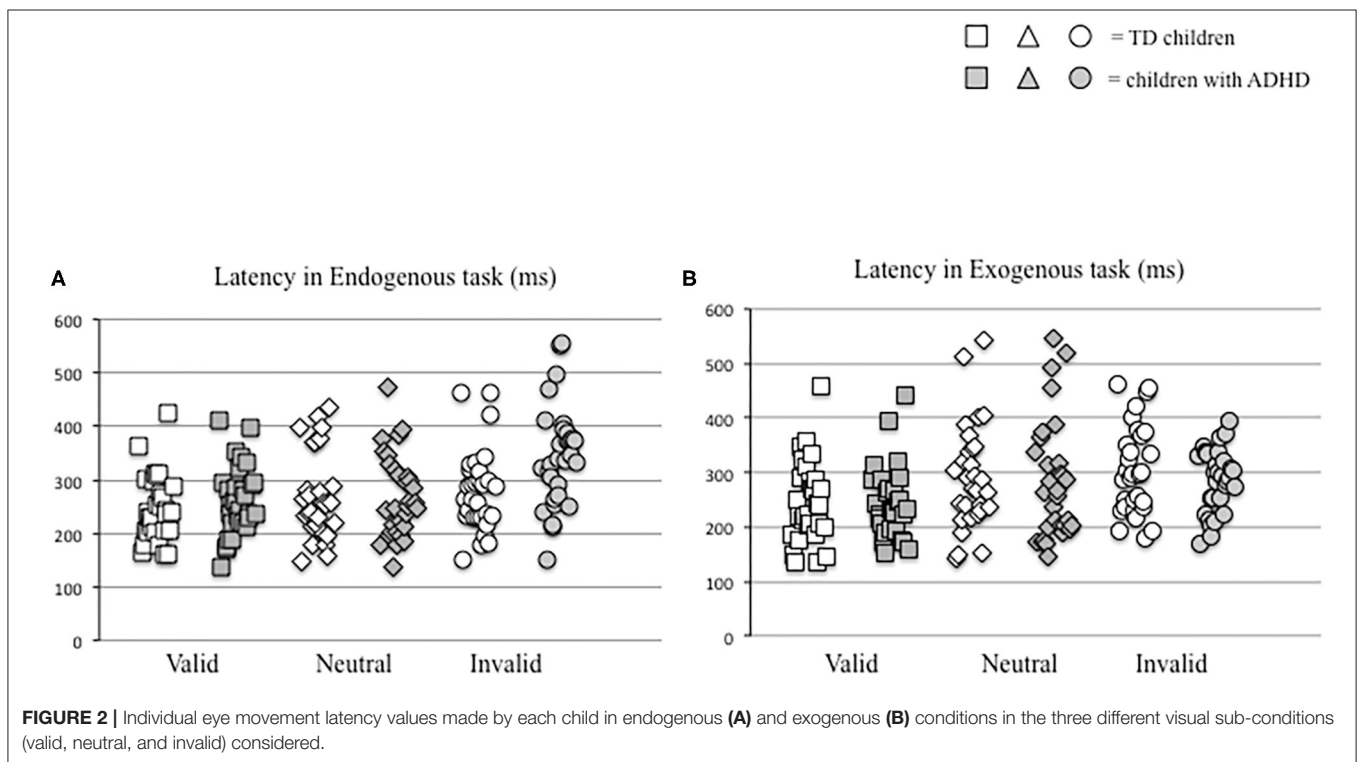 = TD children
= children with ADHD
A
Latency in Endogenous task (ms)
600
500
400
300
200
100
0
Valid Neutral Invalid
B
Latency in Exogenous task (ms)
600
500
400
300
200
100
0
Valid Neutral Invalid
FIGURE 2 | Individual eye movement latency values made by each child in endogenous (A) and exogenous (B) conditions in the three different visual sub-conditions
(valid, neutral, and invalid) considered.